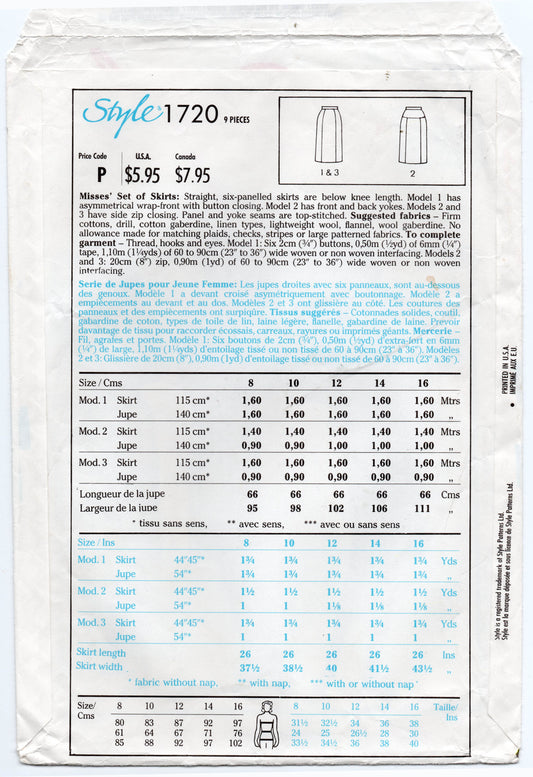 Style 1720 9 PIECES
Price Code U.S.A. Canada
P $5.95 $7.95
1 & 3 2
Misses' Set of Skirts: Straight, six-panelled skirts are below knee length. Model 1 has
asymmetrical wrap-front with button closing. Model 2 has front and back yokes. Models 2 and
3 have side zip closing. Panel and yoke seams are top-stitched. Suggested fabrics – Firm
cottons, drill, cotton gaberdine, linen types, lightweight wool, flannel, wool gaberdine. No
allowance made for matching plaids, checks, stripes or large patterned fabrics. To complete
garment – Thread, hooks and eyes. Model 1: Six 2cm (¾") buttons, 0,50m (½yd) of 6mm (¼")
tape, 1,10m (1¼yds) of 60 to 90cm (23" to 36") wide woven or non woven interfacing. Models 2
and 3: 20cm (8") zip, 0,90m (1yd) of 60 to 90cm (23" to 36") wide woven or non woven
interfacing.
Serie de Jupes pour Jeune Femme: Les jupes droites avec six panneaux, sont au-dessous
des genoux. Modèle 1 a devant croisé asymétriquement avec boutonnage. Modèle 2 a
empiècements au devant et au dos. Modèles 2 et 3 ont glissière au côté. Les coutures des
panneaux et des empiècements ont surpiqûre. Tissus suggérés – Cotonnades solides, coutil,
gabardine de coton, types de toile de lin, laine légère, flanelle, gabardine de laine. Prevoir
davantage de tissu pour raccorder écossais, carreaux, rayures ou imprimés géants. Mercerie –
Fil, agrafes et portes. Modèle 1: Six boutons de 2cm (¾"), 0,50m (½yd) d'extra-fort en 6mm
(¼") de large, 1,10m (1¼yds) d'entoilage tissé ou non tissé de 60 à 90cm (23" à 36"). Modèles
2 et 3: Glissière de 20cm (8"), 0,90m (1yd) d'entoilage tissé ou non tissé de 60 à 90cm (23" à 36").
Size / Cms 8 10 12 14 16
Mod. 1 Skirt 115 cm* 1,60 1,60 1,60 1,60 1,60 Mtrs
Jupe 140 cm* 1,60 1,60 1,60 1,60 1,60 ,,
Mod. 2 Skirt 115 cm* 1,40 1,40 1,40 1,40 1,40 Mtrs
Jupe 140 cm* 0,90 0,90 1,00 1,00 1,00 ,,
Mod. 3 Skirt 115 cm* 1,60 1,60 1,60 1,60 1,60 Mtrs
Jupe 140 cm* 0,90 0,90 0,90 0,90 0,90 ,,
Longueur de la jupe 66 66 66 66 66 Cms
Largeur de la jupe 95 98 102 106 111 ,,
* tissu sans sens, ** avec sens, *** avec ou sans sens
Size / Ins 8 10 12 14 16
Mod. 1 Skirt 44"45"* 1¾ 1¾ 1¾ 1¾ 1¾ Yds
Jupe 54"* 1¾ 1¾ 1¾ 1¾ 1¾ ,,
Mod. 2 Skirt 44"45"* 1½ 1½ 1½ 1½ 1½ Yds
Jupe 54"* 1 1 1⅛ 1⅛ 1⅛ ,,
Mod. 3 Skirt 44"45"* 1¾ 1¾ 1¾ 1¾ 1¾ Yds
Jupe 54"* 1 1 1 1 1 ,,
Skirt length 26 26 26 26 26 Ins
Skirt width 37½ 38½ 40 41½ 43½ ,,
* fabric without nap, ** with nap, *** with or without nap
Size/ 8 10 12 14 16 8 10 12 14 16 Taille/
Cms Ins
80 83 87 92 97 31½ 32½ 34 36 38
61 64 67 71 76 24 25 26½ 28 30
85 88 92 97 102 33½ 34½ 36 38 40
PRINTED IN U.S.A.
IMPRIMÉ AUX E.U.
Style is a registered trademark of Style Patterns Ltd.
Style est la marque déposée et sous licence de Style Patterns Ltd.